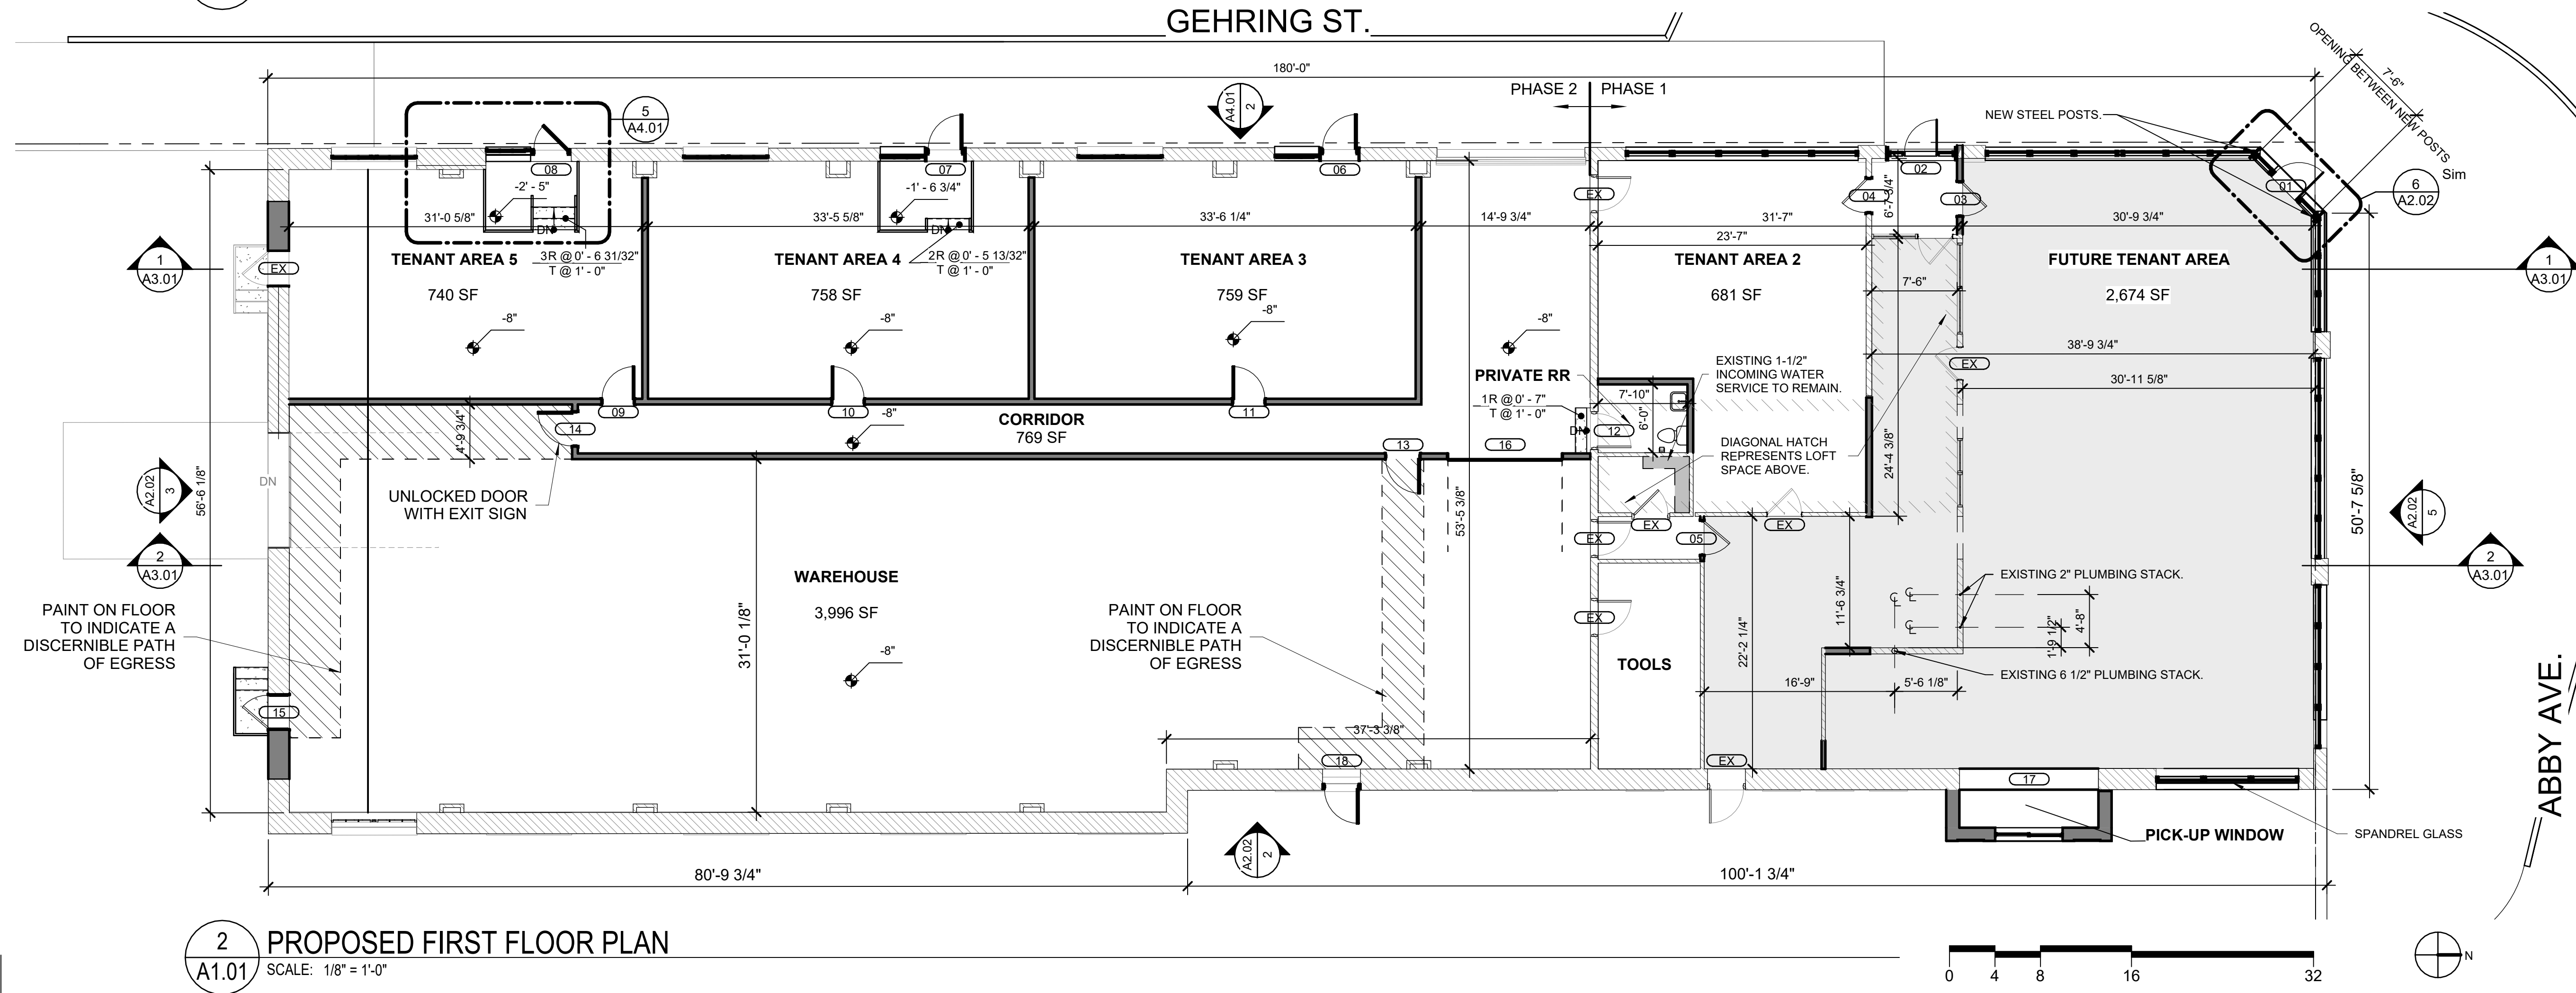 GEHRING ST.
180'-0"
PHASE 2
PHASE 1
OPENING BETWEEN NEW POSTS
7'-6"
NEW STEEL POSTS.
5
A4.01
A4.01
2
08
07
06
EX
02
04
03
01
6
A2.02
Sim
-2' - 5"
-1' - 6 3/4"
6'-7 3/4"
31'-0 5/8"
33'-5 5/8"
33'-6 1/4"
14'-9 3/4"
31'-7"
30'-9 3/4"
DN
DN
23'-7"
3R @ 0' - 6 31/32"
T @ 1' - 0"
2R @ 0' - 5 13/32"
T @ 1' - 0"
1
A3.01
EX
TENANT AREA 5
740 SF
TENANT AREA 4
758 SF
TENANT AREA 3
759 SF
TENANT AREA 2
681 SF
FUTURE TENANT AREA
2,674 SF
1
A3.01
7'-6"
-8"
-8"
-8"
-8"
38'-9 3/4"
EX
30'-11 5/8"
EXISTING 1-1/2"
INCOMING WATER
SERVICE TO REMAIN.
PRIVATE RR
7'-10"
6'-0"
1R @ 0' - 7"
T @ 1' - 0"
DN
12
09
10
-8"
11
CORRIDOR
769 SF
14
13
16
4'-9 3/4"
DIAGONAL HATCH
REPRESENTS LOFT
SPACE ABOVE.
24'-4 3/8"
56'-6 1/8"
DN
A2.02
3
2
A3.01
UNLOCKED DOOR
WITH EXIT SIGN
53'-5 3/8"
50'-7 5/8"
A2.02
5
2
A3.01
EX
EX
EX
05
WAREHOUSE
3,996 SF
-8"
31'-0 1/8"
PAINT ON FLOOR
TO INDICATE A
DISCERNIBLE PATH
OF EGRESS
PAINT ON FLOOR
TO INDICATE A
DISCERNIBLE PATH
OF EGRESS
EX
TOOLS
11'-6 3/4"
22'-2 1/4"
EXISTING 2" PLUMBING STACK.
4'-8"
1'-9 1/2"
EXISTING 6 1/2" PLUMBING STACK.
16'-9"
5'-6 1/8"
15
37'-3 3/8"
18
EX
17
PICK-UP WINDOW
SPANDREL GLASS
ABBY AVE.
A2.02
2
80'-9 3/4"
100'-1 3/4"
2
A1.01
PROPOSED FIRST FLOOR PLAN
SCALE: 1/8" = 1'-0"
0 4 8 16 32
N